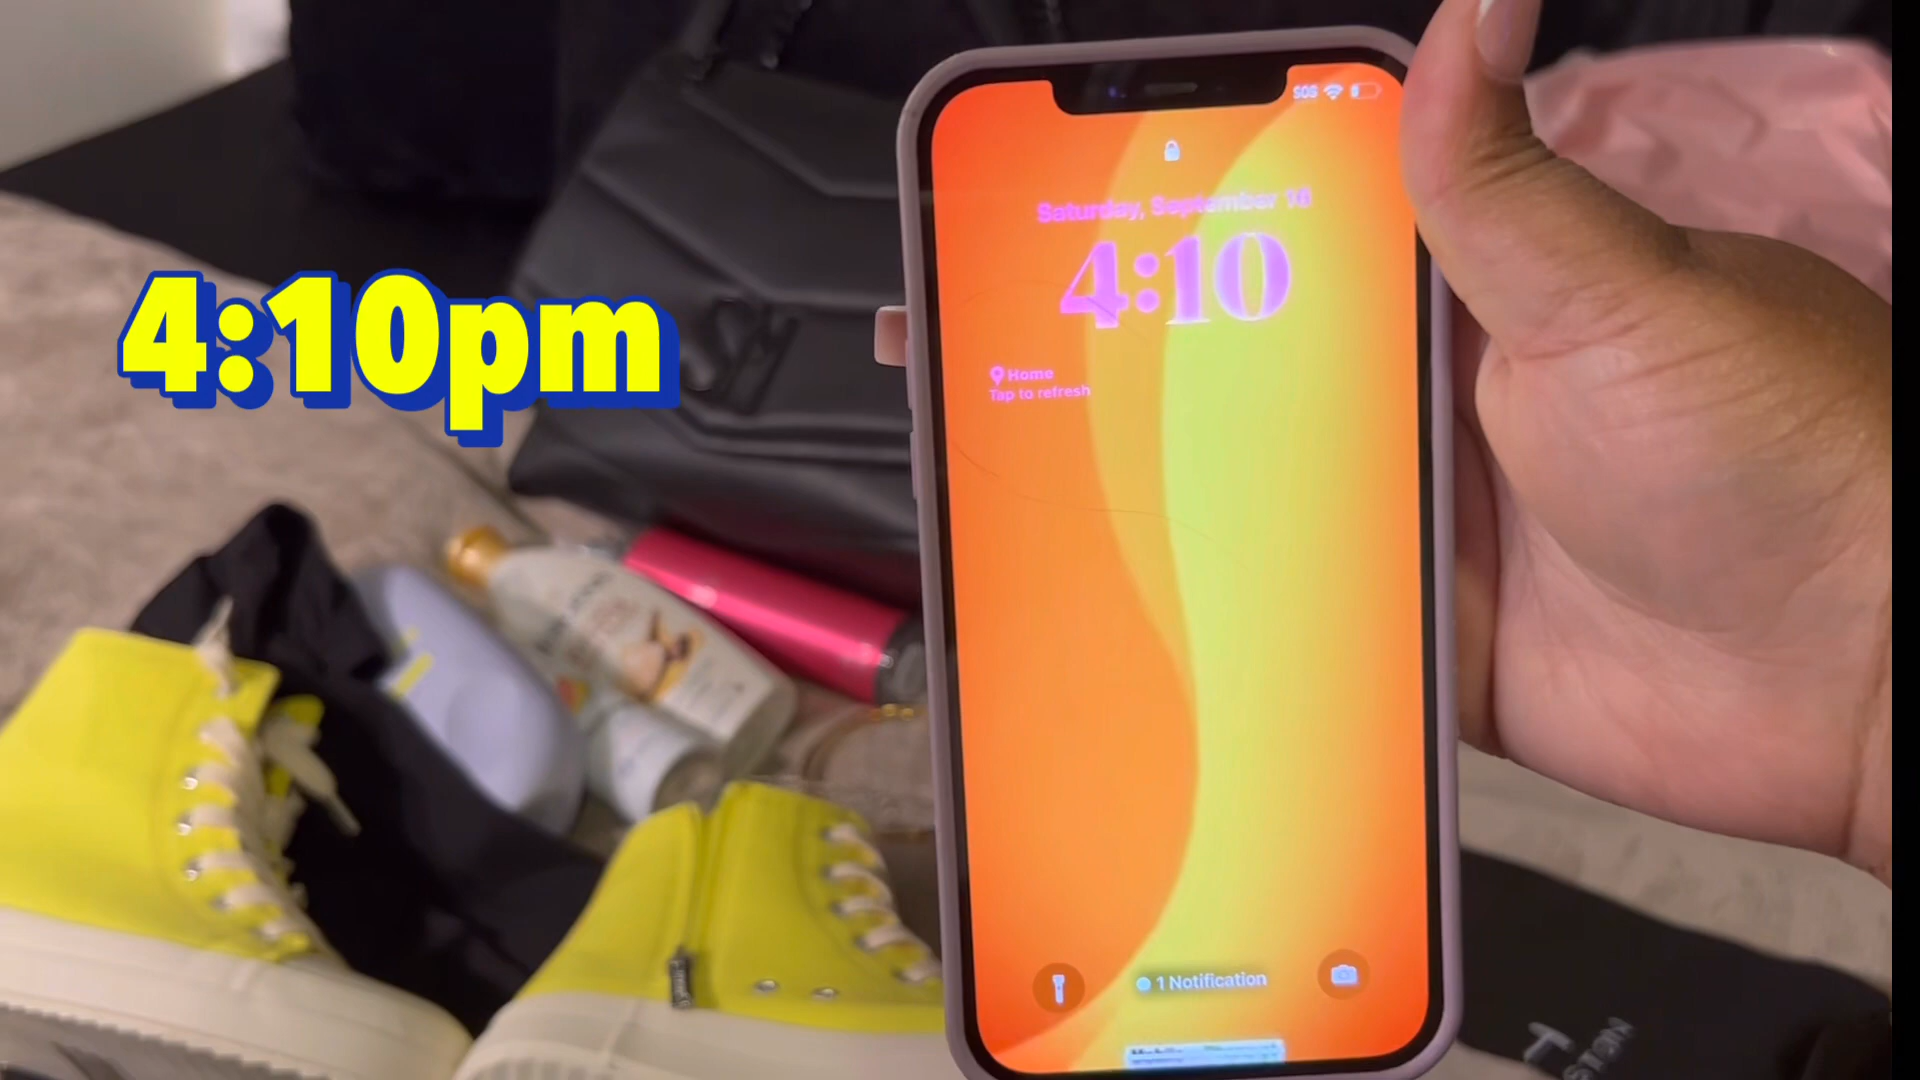 4:10pm
SOS
Saturday, September 16
4:10
Home
Tap to refresh
1 Notification